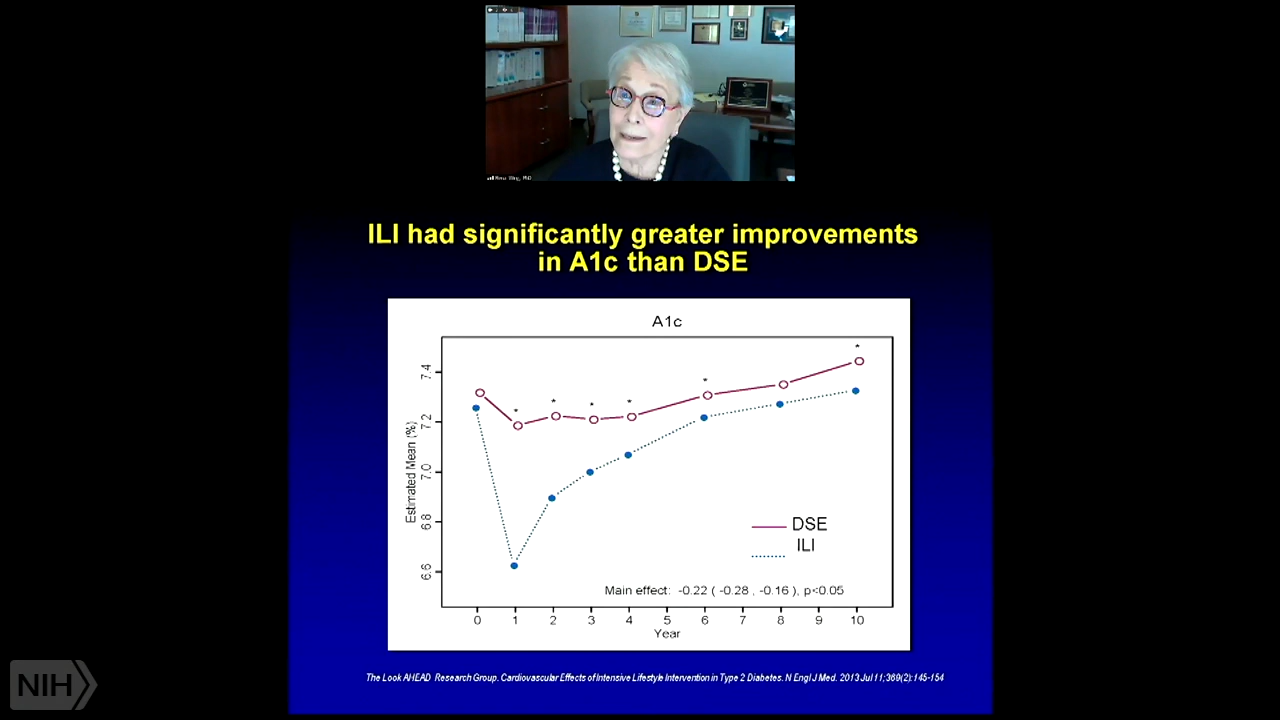 Rena Wing, PhD
ILI had significantly greater improvements
in A1c than DSE
A1c
Estimated Mean (%)
7.4
7.2
7.0
6.8
6.6
* * * * * * 
DSE
ILI
Main effect: -0.22 ( -0.28 , -0.16 ), p<0.05
0 1 2 3 4 5 6 7 8 9 10
Year
The Look AHEAD Research Group. Cardiovascular Effects of Intensive Lifestyle Intervention in Type 2 Diabetes. N Engl J Med. 2013 Jul 11;369(2):145-154
NIH